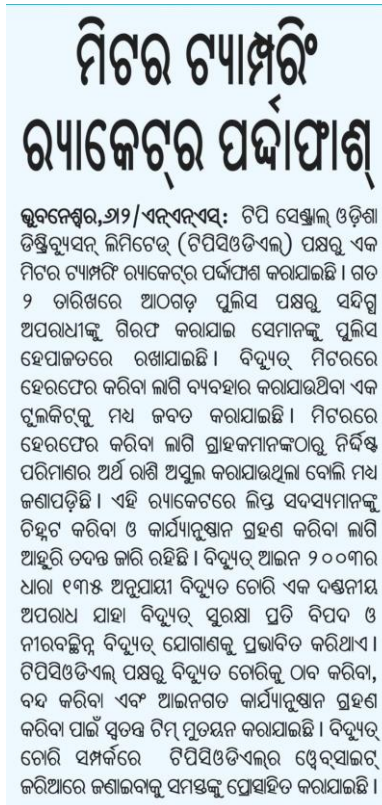 ମିଟର ଟ୍ୟାମ୍ପରିଂ
ର‍୍ୟାକେଟ୍‌ର ପର୍ଦ୍ଦାଫାଶ୍
ଭୁବନେଶ୍ୱର,୬ା୨/ଏନ୍‌ଏନ୍‌ଏସ୍: ଟିପି ସେଣ୍ଟ୍ରାଲ୍ ଓଡ଼ିଶା
ଡିଷ୍ଟ୍ରିବ୍ୟୁସନ୍ ଲିମିଟେଡ୍ (ଟିପିସିଓଡିଏଲ୍) ପକ୍ଷରୁ ଏକ
ମିଟର ଟ୍ୟାମ୍ପରିଂ ର‍୍ୟାକେଟ୍‌ର ପର୍ଦ୍ଦାଫାଶ କରାଯାଇଛି। ଗତ
୨ ତାରିଖରେ ଆଠଗଡ଼ ପୁଲିସ ପକ୍ଷରୁ ସନ୍ଦିଗ୍ଧ
ଅପରାଧୀଙ୍କୁ ଗିରଫ କରାଯାଇ ସେମାନଙ୍କୁ ପୁଲିସ
ହେପାଜତରେ ରଖାଯାଇଛି। ବିଦ୍ୟୁତ୍ ମିଟରରେ
ହେରଫେର କରିବା ଲାଗି ବ୍ୟବହାର କରାଯାଉଥିବା ଏକ
ଟୁଲକିଟ୍‌କୁ ମଧ୍ୟ ଜବତ କରାଯାଇଛି। ମିଟରରେ
ହେରଫେର କରିବା ଲାଗି ଗ୍ରାହକମାନଙ୍କଠାରୁ ନିର୍ଦ୍ଦିଷ୍ଟ
ପରିମାଣର ଅର୍ଥ ରାଶି ଅସୁଲ କରାଯାଉଥିଲା ବୋଲି ମଧ୍ୟ
ଜଣାପଡ଼ିଛି। ଏହି ର‍୍ୟାକେଟରେ ଲିପ୍ତ ସଦସ୍ୟମାନଙ୍କୁ
ଚିହ୍ନଟ କରିବା ଓ କାର୍ଯ୍ୟାନୁଷ୍ଠାନ ଗ୍ରହଣ କରିବା ଲାଗି
ଆହୁରି ତଦନ୍ତ ଜାରି ରହିଛି। ବିଦ୍ୟୁତ୍ ଆଇନ ୨୦୦୩ର
ଧାରା ୧୩୫ ଅନୁଯାୟୀ ବିଦ୍ୟୁତ ଚୋରି ଏକ ଦଣ୍ଡନୀୟ
ଅପରାଧ ଯାହା ବିଦ୍ୟୁତ୍ ସୁରକ୍ଷା ପ୍ରତି ବିପଦ ଓ
ନୀରବଛିନ୍ନ ବିଦ୍ୟୁତ୍ ଯୋଗାଣକୁ ପ୍ରଭାବିତ କରିଥାଏ।
ଟିପିସିଓଡିଏଲ୍ ପକ୍ଷରୁ ବିଦ୍ୟୁତ ଚୋରିକୁ ଠାବ କରିବା,
ବନ୍ଦ କରିବା ଏବଂ ଆଇନଗତ କାର୍ଯ୍ୟାନୁଷ୍ଠାନ ଗ୍ରହଣ
କରିବା ପାଇଁ ସ୍ୱତନ୍ତ୍ର ଟିମ୍ ମୁତୟନ କରାଯାଇଛି। ବିଦ୍ୟୁତ୍
ଚୋରି ସମ୍ପର୍କରେ ଟିପିସିଓଡିଏଲ୍‌ର ୱେବ୍‌ସାଇଟ୍
ଜରିଆରେ ଜଣାଇବାକୁ ସମସ୍ତଙ୍କୁ ପ୍ରୋତ୍ସାହିତ କରାଯାଇଛି।